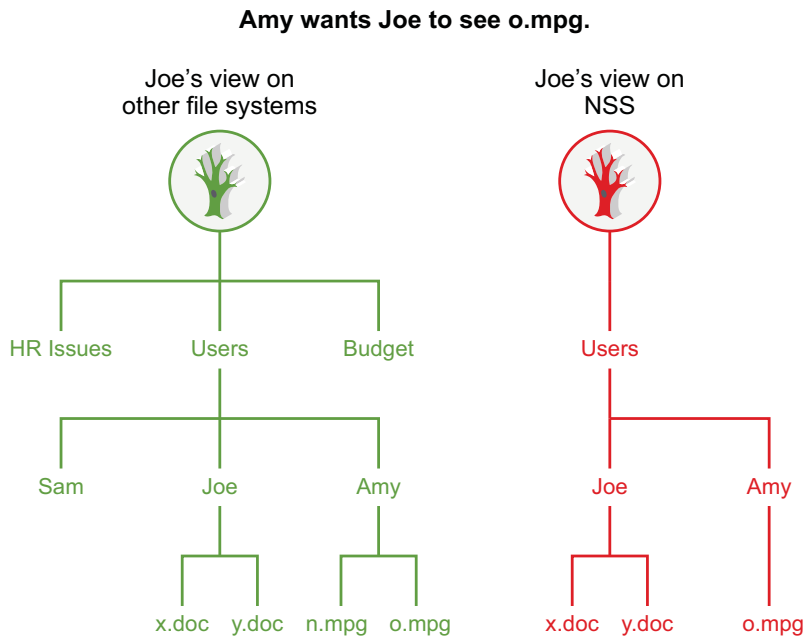 Amy wants Joe to see o.mpg.
Joe’s view on
other file systems
Joe’s view on
NSS
HR Issues
Users
Budget
Users
Sam
Joe
Amy
Joe
Amy
x.doc
y.doc
n.mpg
o.mpg
x.doc
y.doc
o.mpg